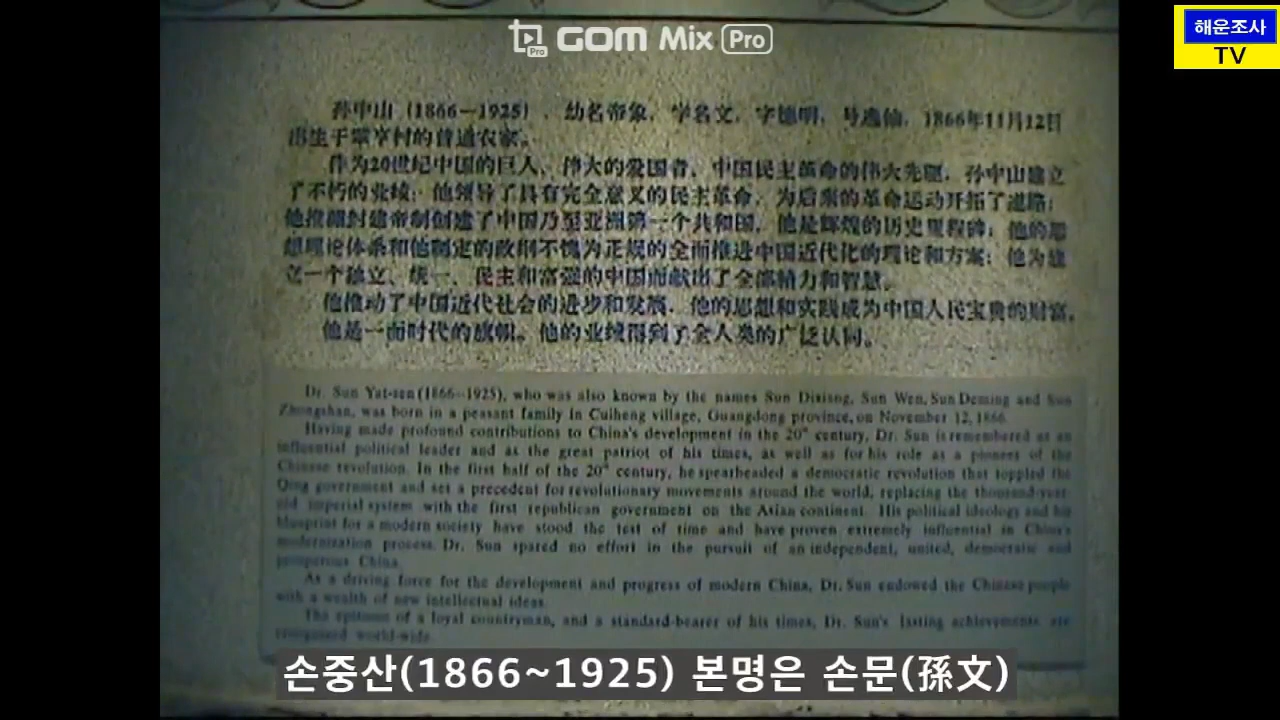 GOM Mix Pro
해운조사
TV
孙中山（1866—1925），幼名帝象，学名文，字德明，号逸仙，1866年11月12日
出生于翠亨村的普通农家。
作为20世纪中国的巨人、伟大的爱国者、中国民主革命的伟大先驱，孙中山建立
了不朽的业绩：他领导了具有完全意义的民主革命，为后来的革命运动开拓了道路；
他推翻封建帝制创建了中国乃至亚洲第一个共和国，他是辉煌的历史里程碑；他的思
想理论体系和他制定的政纲不愧为正规的全面推进中国近代化的理论和方案；他为建
立一个独立、统一、民主和富强的中国而献出了全部精力和智慧。
他推动了中国近代社会的进步和发展，他的思想和实践成为中国人民宝贵的财富。
他是一面时代的旗帜。他的业绩得到了全人类的广泛认同。
Dr. Sun Yat-sen (1866--1925), who was also known by the names Sun Dixiang, Sun Wen, Sun Deming and Sun
Zhongshan, was born in a peasant family in Cuiheng village, Guangdong province, on November 12, 1866.
Having made profound contributions to China's development in the 20th century, Dr. Sun is remembered as an
influential political leader and as the great patriot of his times, as well as for his role as a pioneer of the
Chinese revolution. In the first half of the 20th century, he spearheaded a democratic revolution that toppled the
Qing government and set a precedent for revolutionary movements around the world, replacing the thousand-year-
old imperial system with the first republican government on the Asian continent. His political ideology and his
blueprint for a modern society have stood the test of time and have proven extremely influential in China's
modernization process. Dr. Sun spared no effort in the pursuit of an independent, united, democratic and
prosperous China.
As a driving force for the development and progress of modern China, Dr. Sun endowed the Chinese people
with a wealth of new intellectual ideas.
The epitome of a loyal countryman, and a standard-bearer of his times, Dr. Sun's lasting achievements are
recognized world-wide.
손중산(1866~1925) 본명은 손문(孫文)